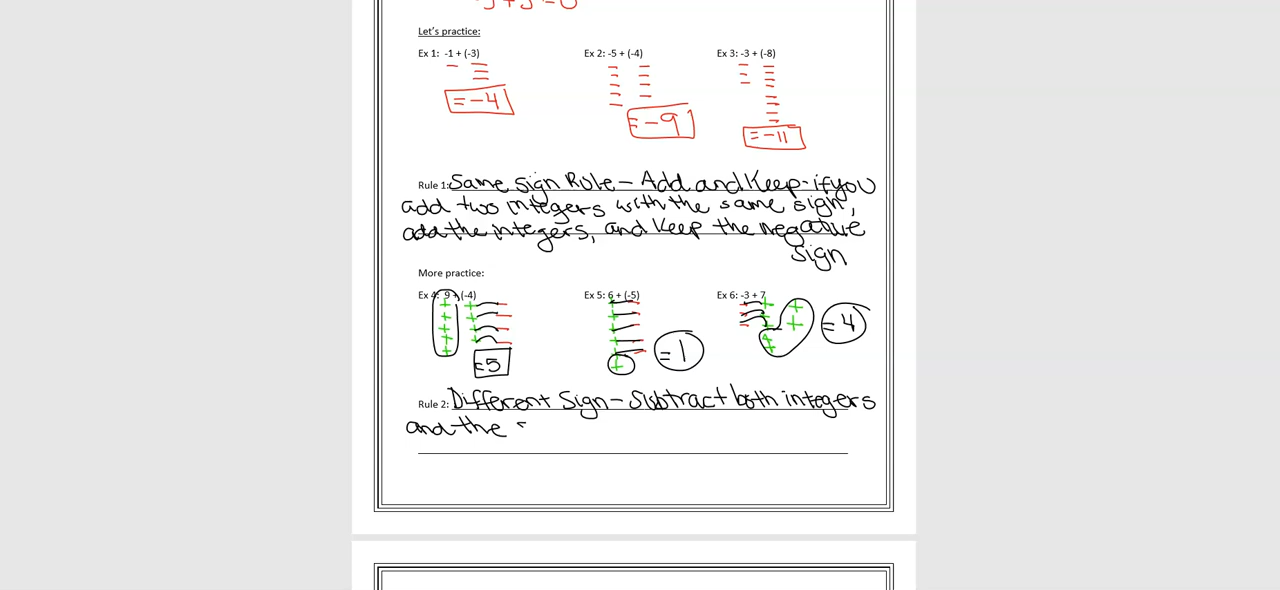 -3+3=0
Let's practice:
Ex 1: -1 + (-3) Ex 2: -5 + (-4) Ex 3: -3 + (-8)
= -4 = -9 = -11
Rule 1: Same Sign Rule - Add and Keep - if you
add two integers with the same sign,
add the integers, and keep the negative
sign
More practice:
Ex 4: 9 + (-4) Ex 5: 6 + (-5) Ex 6: -3 + 7
=5 =1 =4
Rule 2: Different Sign - Subtract both integers
and the